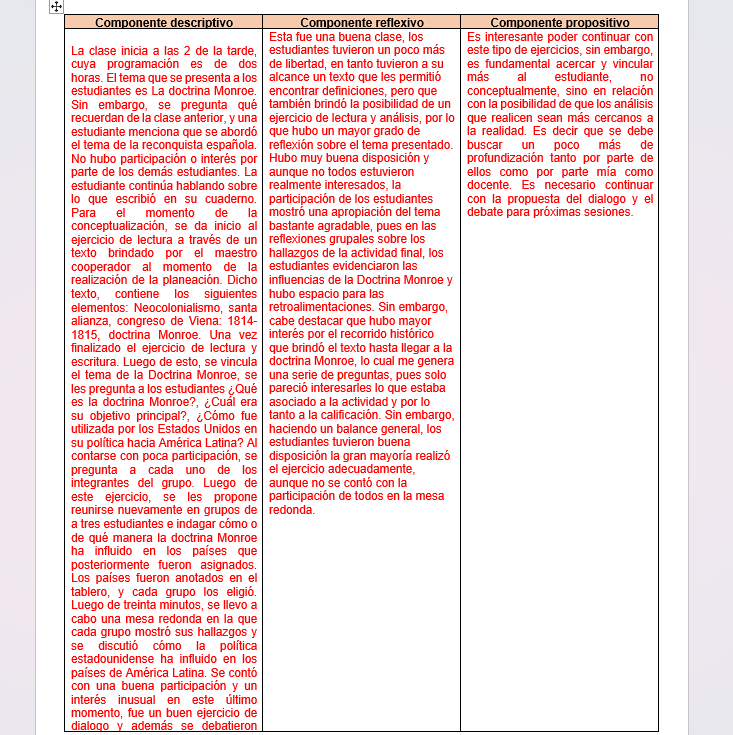 Componente descriptivo
La clase inicia a las 2 de la tarde,
cuya programación es de dos
horas. El tema que se presenta a los
estudiantes es La doctrina Monroe.
Sin embargo, se pregunta qué
recuerdan de la clase anterior, y una
estudiante menciona que se abordó
el tema de la reconquista española.
No hubo participación o interés por
parte de los demás estudiantes. La
estudiante continúa hablando sobre
lo que escribió en su cuaderno.
Para el momento de la
conceptualización, se da inicio al
ejercicio de lectura a través de un
texto brindado por el maestro
cooperador al momento de la
realización de la planeación. Dicho
texto, contiene los siguientes
elementos: Neocolonialismo, santa
alianza, congreso de Viena: 1814-
1815, doctrina Monroe. Una vez
finalizado el ejercicio de lectura y
escritura. Luego de esto, se vincula
el tema de la Doctrina Monroe, se
les pregunta a los estudiantes ¿Qué
es la doctrina Monroe?, ¿Cuál era
su objetivo principal?, ¿Cómo fue
utilizada por los Estados Unidos en
su política hacia América Latina? Al
contarse con poca participación, se
pregunta a cada uno de los
integrantes del grupo. Luego de
este ejercicio, se les propone
reunirse nuevamente en grupos de
a tres estudiantes e indagar cómo o
de qué manera la doctrina Monroe
ha influido en los países que
posteriormente fueron asignados.
Los países fueron anotados en el
tablero, y cada grupo los eligió.
Luego de treinta minutos, se llevo a
cabo una mesa redonda en la que
cada grupo mostró sus hallazgos y
se discutió cómo la política
estadounidense ha influido en los
países de América Latina. Se contó
con una buena participación y un
interés inusual en este último
momento, fue un buen ejercicio de
dialogo y además se debatieron
Componente reflexivo
Esta fue una buena clase, los
estudiantes tuvieron un poco más
de libertad, en tanto tuvieron a su
alcance un texto que les permitió
encontrar definiciones, pero que
también brindó la posibilidad de un
ejercicio de lectura y análisis, por lo
que hubo un mayor grado de
reflexión sobre el tema presentado.
Hubo muy buena disposición y
aunque no todos estuvieron
realmente interesados, la
participación de los estudiantes
mostró una apropiación del tema
bastante agradable, pues en las
reflexiones grupales sobre los
hallazgos de la actividad final, los
estudiantes evidenciaron las
influencias de la Doctrina Monroe y
hubo espacio para las
retroalimentaciones. Sin embargo,
cabe destacar que hubo mayor
interés por el recorrido histórico
que brindó el texto hasta llegar a la
doctrina Monroe, lo cual me genera
una serie de preguntas, pues solo
pareció interesarles lo que estaba
asociado a la actividad y por lo
tanto a la calificación. Sin embargo,
haciendo un balance general, los
estudiantes tuvieron buena
disposición la gran mayoría realizó
el ejercicio adecuadamente,
aunque no se contó con la
participación de todos en la mesa
redonda.
Componente propositivo
Es interesante poder continuar con
este tipo de ejercicios, sin embargo,
es fundamental acercar y vincular
más al estudiante, no
conceptualmente, sino en relación
con la posibilidad de que los análisis
que realicen sean más cercanos a
la realidad. Es decir que se debe
buscar un poco más de
profundización tanto por parte de
ellos como por parte mía como
docente. Es necesario continuar
con la propuesta del dialogo y el
debate para próximas sesiones.